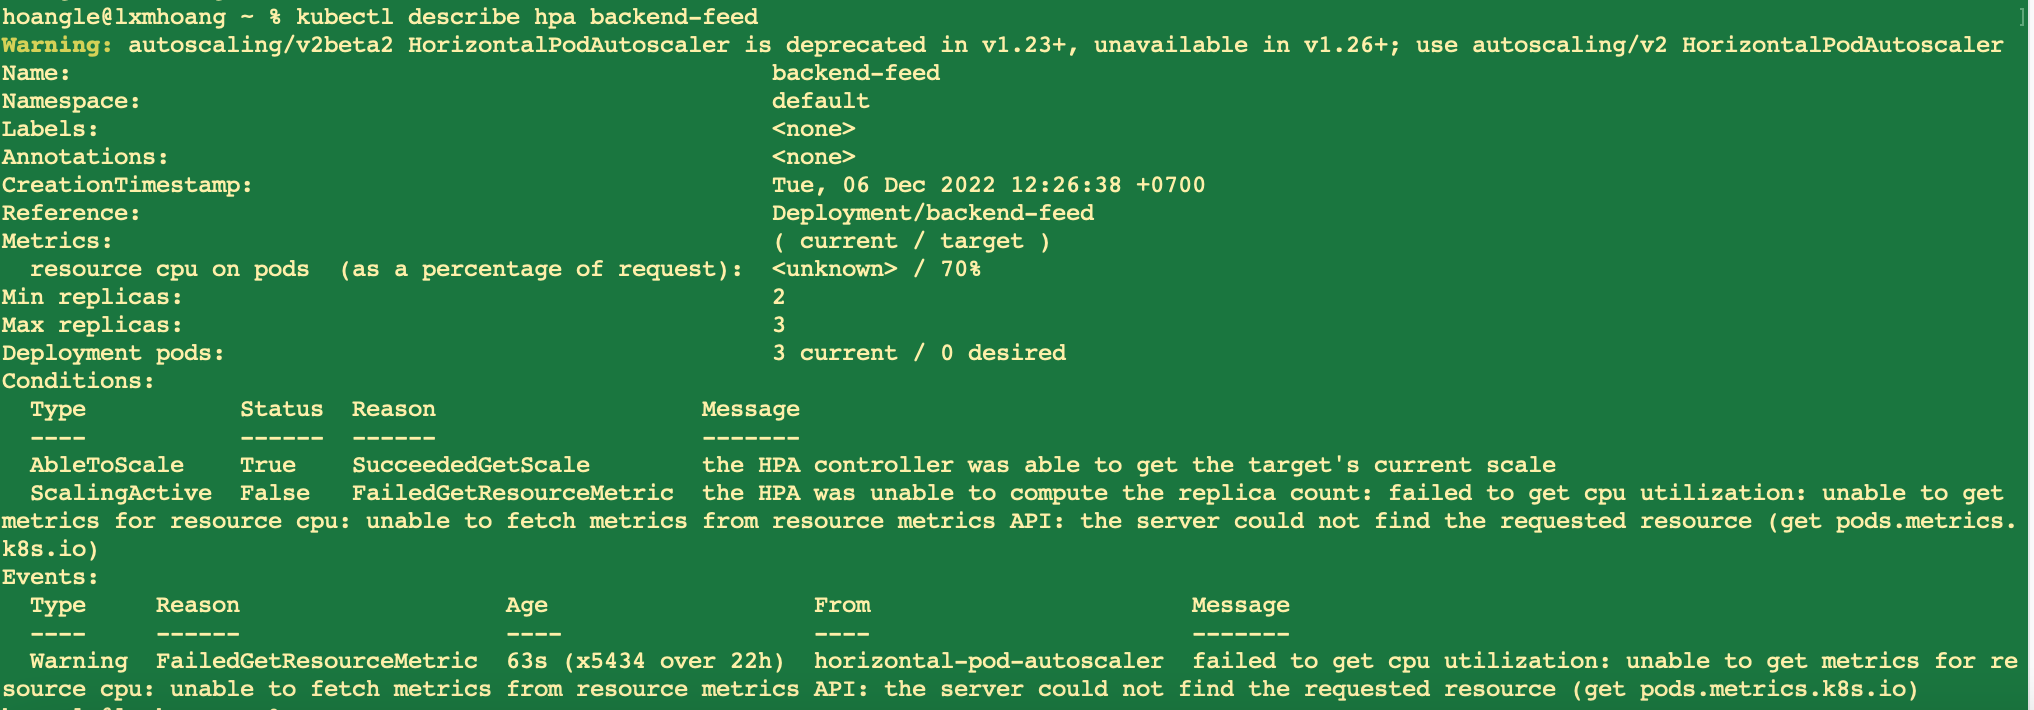 hoangle@lxmhoang ~ % kubectl describe hpa backend-feed ]
Warning: autoscaling/v2beta2 HorizontalPodAutoscaler is deprecated in v1.23+, unavailable in v1.26+; use autoscaling/v2 HorizontalPodAutoscaler
Name: backend-feed
Namespace: default
Labels: <none>
Annotations: <none>
CreationTimestamp: Tue, 06 Dec 2022 12:26:38 +0700
Reference: Deployment/backend-feed
Metrics: ( current / target )
resource cpu on pods (as a percentage of request): <unknown> / 70%
Min replicas: 2
Max replicas: 3
Deployment pods: 3 current / 0 desired
Conditions:
Type Status Reason Message
---- ------ ------ -------
AbleToScale True SucceededGetScale the HPA controller was able to get the target's current scale
ScalingActive False FailedGetResourceMetric the HPA was unable to compute the replica count: failed to get cpu utilization: unable to get
metrics for resource cpu: unable to fetch metrics from resource metrics API: the server could not find the requested resource (get pods.metrics.
k8s.io)
Events:
Type Reason Age From Message
---- ------ ---- ---- -------
Warning FailedGetResourceMetric 63s (x5434 over 22h) horizontal-pod-autoscaler failed to get cpu utilization: unable to get metrics for re
source cpu: unable to fetch metrics from resource metrics API: the server could not find the requested resource (get pods.metrics.k8s.io)